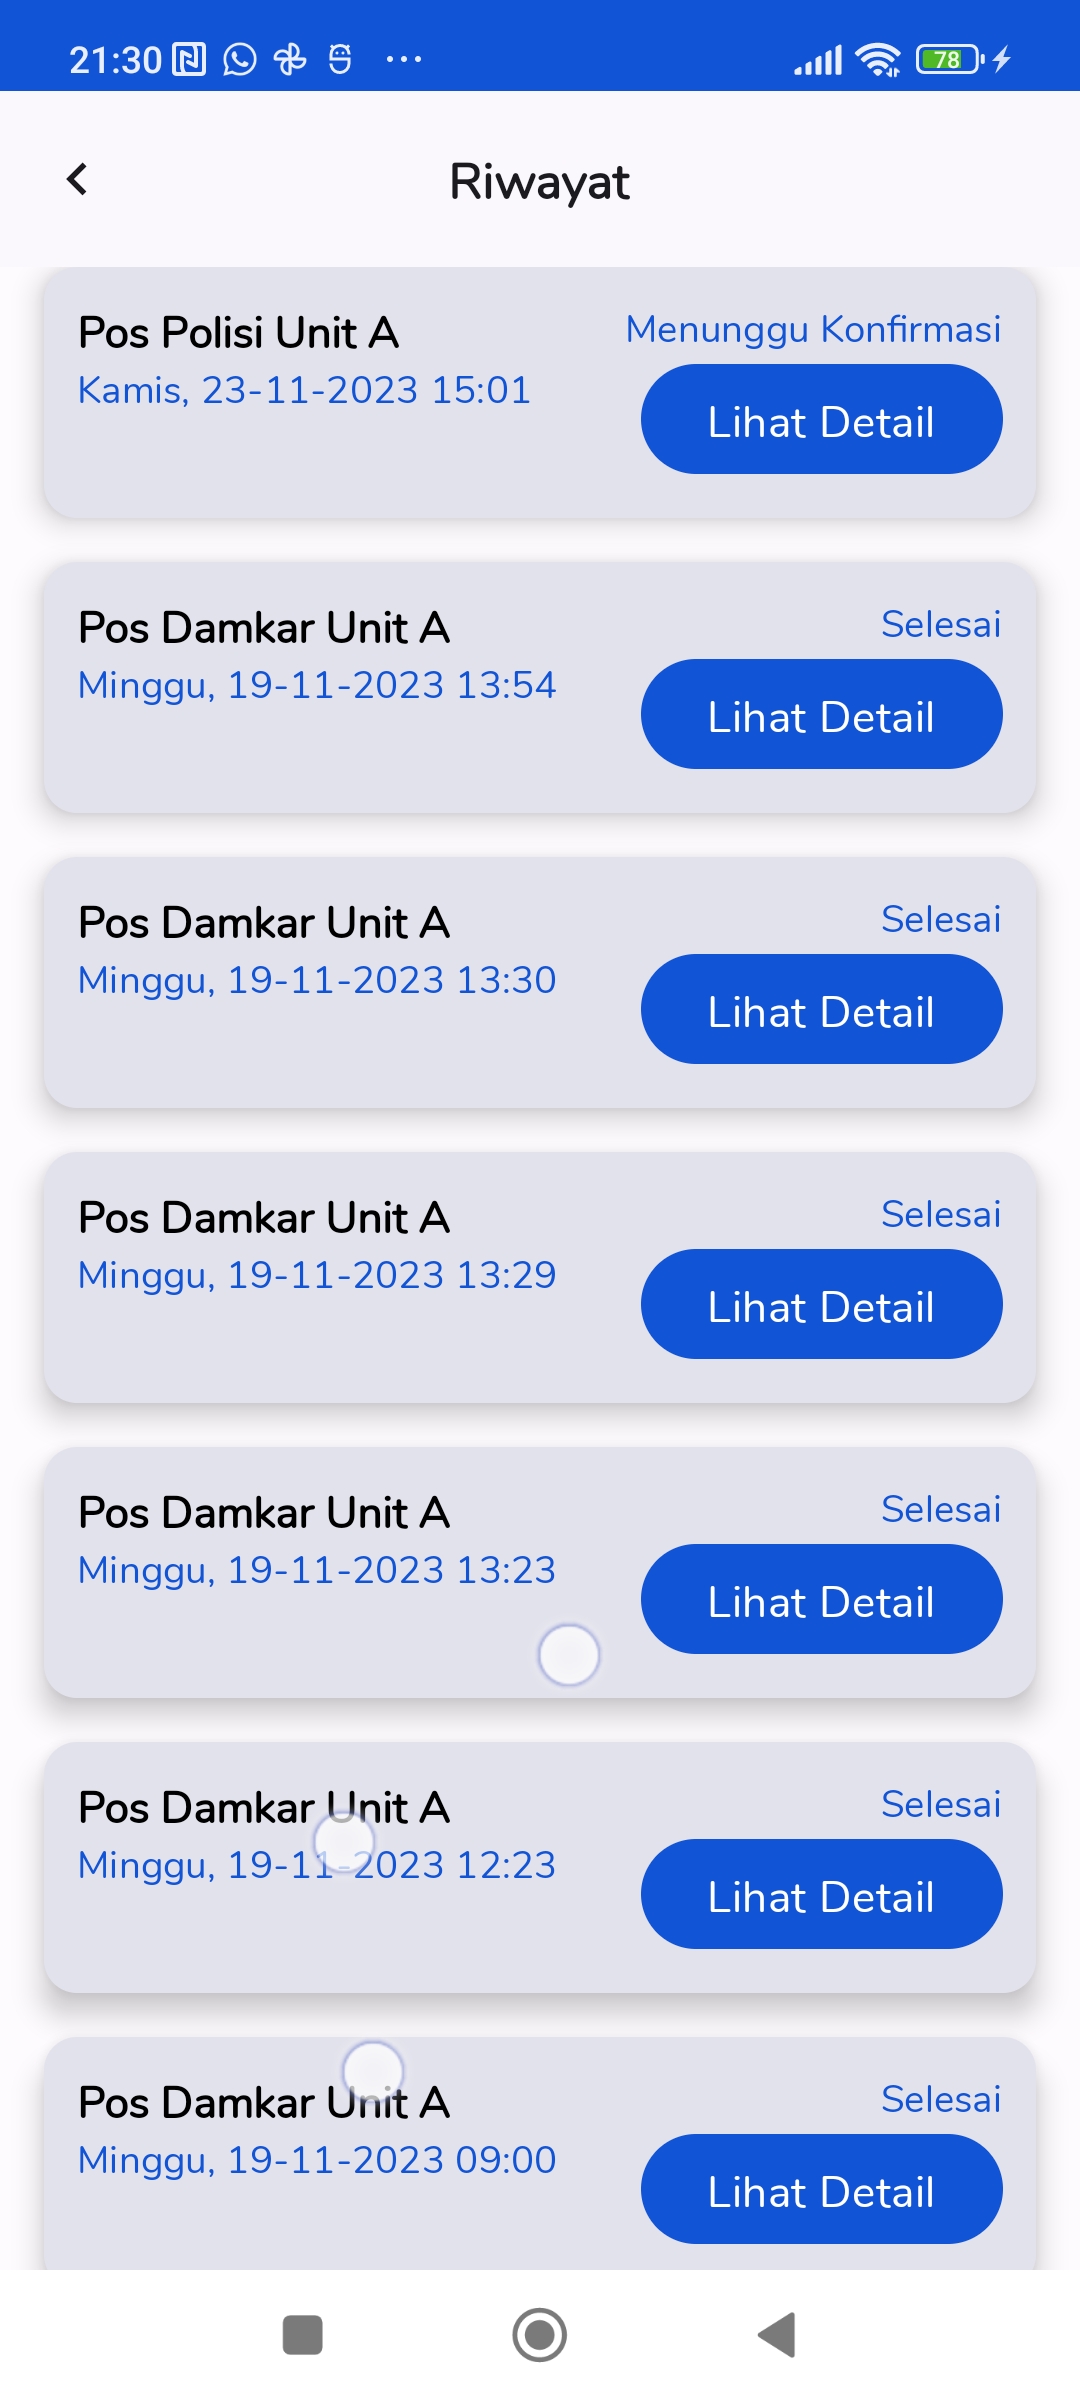 21:30
78
Riwayat
Pos Polisi Unit A
Menunggu Konfirmasi
Kamis, 23-11-2023 15:01
Lihat Detail
Pos Damkar Unit A
Selesai
Minggu, 19-11-2023 13:54
Lihat Detail
Pos Damkar Unit A
Selesai
Minggu, 19-11-2023 13:30
Lihat Detail
Pos Damkar Unit A
Selesai
Minggu, 19-11-2023 13:29
Lihat Detail
Pos Damkar Unit A
Selesai
Minggu, 19-11-2023 13:23
Lihat Detail
Pos Damkar Unit A
Selesai
Minggu, 19-11-2023 12:23
Lihat Detail
Pos Damkar Unit A
Selesai
Minggu, 19-11-2023 09:00
Lihat Detail